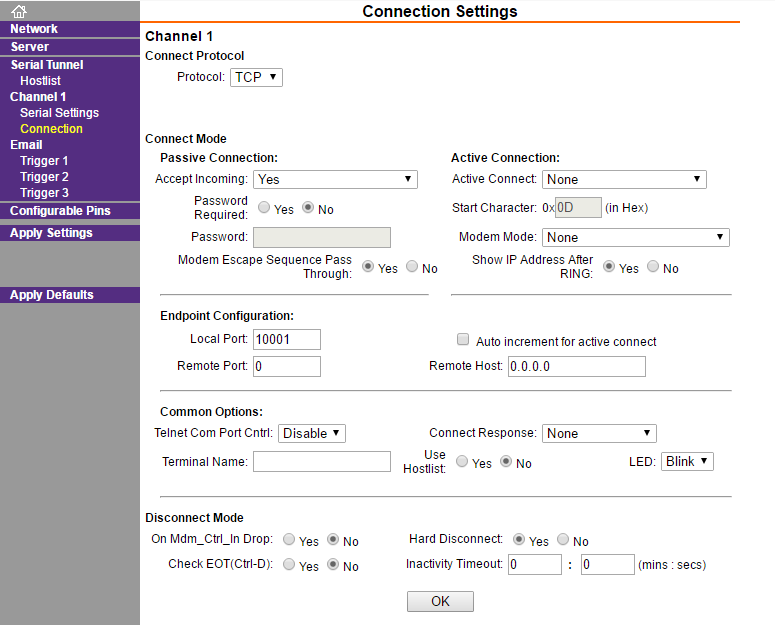 Network
Server
Serial Tunnel
Hostlist
Channel 1
Serial Settings
Connection
Email
Trigger 1
Trigger 2
Trigger 3
Configurable Pins
Apply Settings
Apply Defaults
Connection Settings
Channel 1
Connect Protocol
Protocol: TCP
Connect Mode
Passive Connection: Active Connection:
Accept Incoming: Yes Active Connect: None
Password
Required: Yes No Start Character: 0x0D (in Hex)
Password: Modem Mode: None
Modem Escape Sequence Pass Show IP Address After
Through: Yes No RING: Yes No
Endpoint Configuration:
Local Port: 10001 Auto increment for active connect
Remote Port: 0 Remote Host: 0.0.0.0
Common Options:
Telnet Com Port Cntrl: Disable Connect Response: None
Terminal Name: Use
Hostlist: Yes No LED: Blink
Disconnect Mode
On Mdm_Ctrl_In Drop: Yes No Hard Disconnect: Yes No
Check EOT(Ctrl-D): Yes No Inactivity Timeout: 0 : 0 (mins : secs)
OK